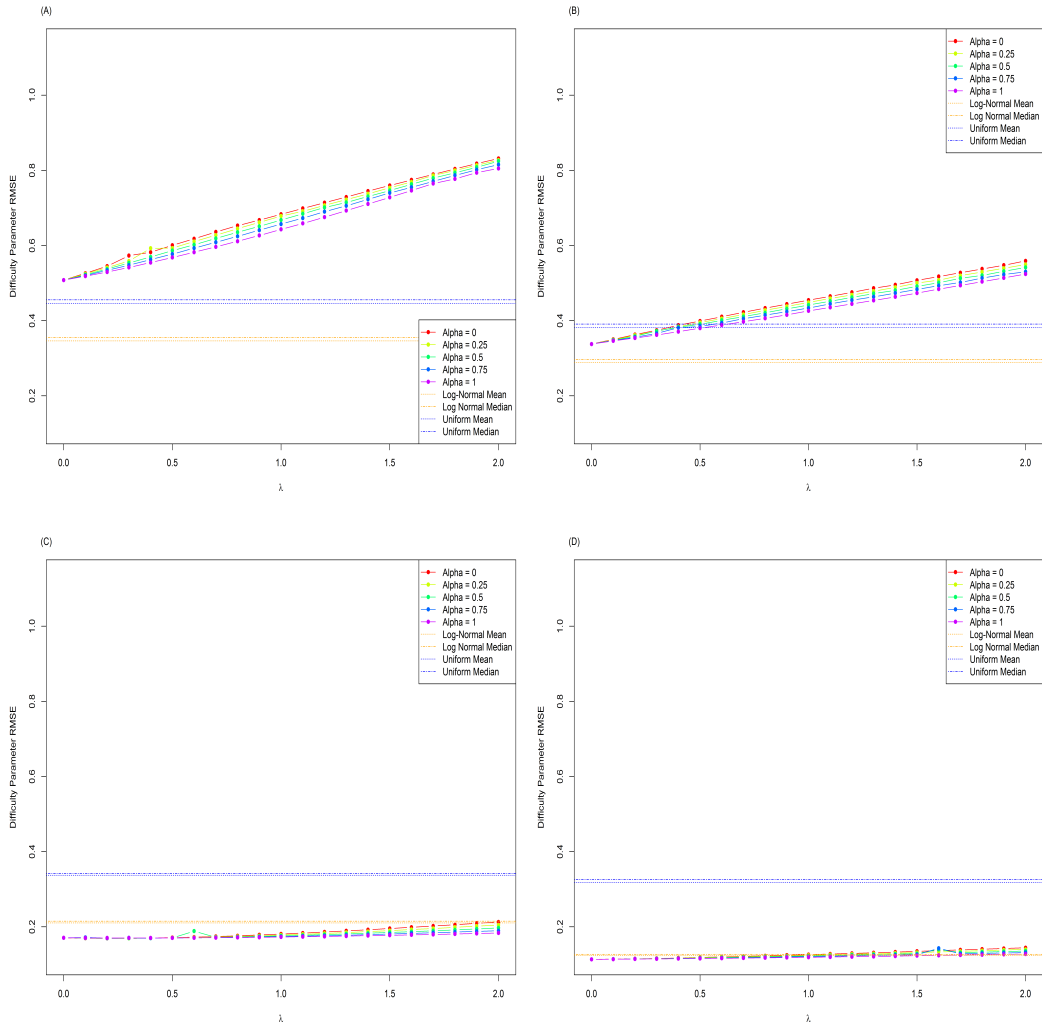 (A)
Difficulty Parameter RMSE
1.0
0.8
0.6
0.4
0.2
Alpha = 0
Alpha = 0.25
Alpha = 0.5
Alpha = 0.75
Alpha = 1
Log-Normal Mean
Log Normal Median
Uniform Mean
Uniform Median
0.0 0.5 1.0 1.5 2.0
λ
(B)
Difficulty Parameter RMSE
1.0
0.8
0.6
0.4
0.2
Alpha = 0
Alpha = 0.25
Alpha = 0.5
Alpha = 0.75
Alpha = 1
Log-Normal Mean
Log Normal Median
Uniform Mean
Uniform Median
0.0 0.5 1.0 1.5 2.0
λ
(C)
Difficulty Parameter RMSE
1.0
0.8
0.6
0.4
0.2
Alpha = 0
Alpha = 0.25
Alpha = 0.5
Alpha = 0.75
Alpha = 1
Log-Normal Mean
Log Normal Median
Uniform Mean
Uniform Median
0.0 0.5 1.0 1.5 2.0
λ
(D)
Difficulty Parameter RMSE
1.0
0.8
0.6
0.4
0.2
Alpha = 0
Alpha = 0.25
Alpha = 0.5
Alpha = 0.75
Alpha = 1
Log-Normal Mean
Log Normal Median
Uniform Mean
Uniform Median
0.0 0.5 1.0 1.5 2.0
λ